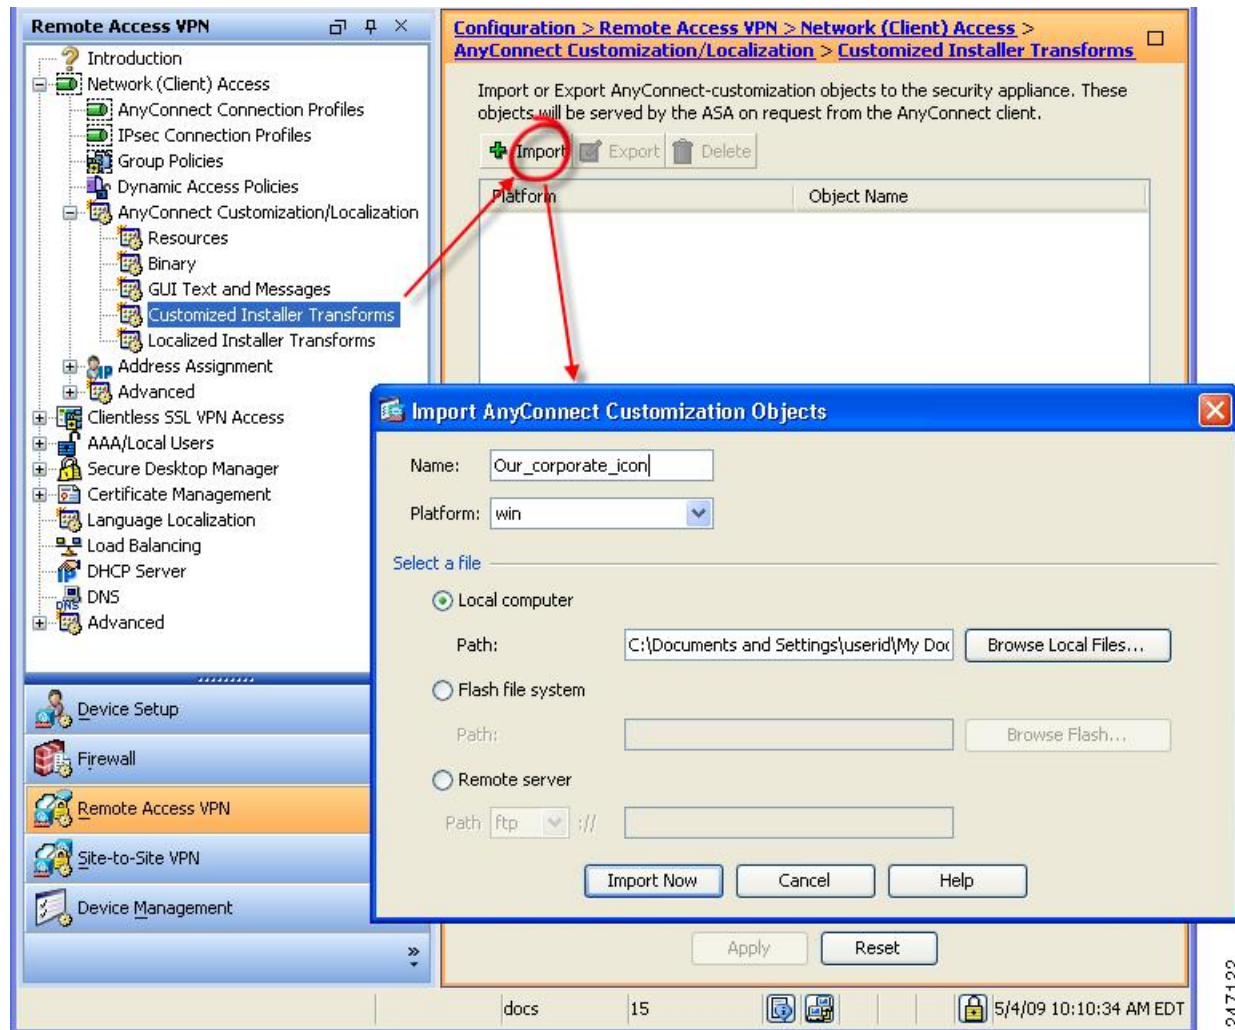 Remote Access VPN
Introduction
Network (Client) Access
AnyConnect Connection Profiles
IPsec Connection Profiles
Group Policies
Dynamic Access Policies
AnyConnect Customization/Localization
Resources
Binary
GUI Text and Messages
Customized Installer Transforms
Localized Installer Transforms
Address Assignment
Advanced
Clientless SSL VPN Access
AAA/Local Users
Secure Desktop Manager
Certificate Management
Language Localization
Load Balancing
DHCP Server
DNS
Advanced
Device Setup
Firewall
Remote Access VPN
Site-to-Site VPN
Device Management
Configuration > Remote Access VPN > Network (Client) Access >
AnyConnect Customization/Localization > Customized Installer Transforms
Import or Export AnyConnect-customization objects to the security appliance. These
objects will be served by the ASA on request from the AnyConnect client.
Import Export Delete
Platform Object Name
Import AnyConnect Customization Objects
Name: Our_corporate_icon
Platform: win
Select a file
Local computer
Path: C:\Documents and Settings\userid\My Doc Browse Local Files...
Flash file system
Path: Browse Flash...
Remote server
Path ftp ://
Import Now Cancel Help
Apply Reset
docs 15 5/4/09 10:10:34 AM EDT
247122